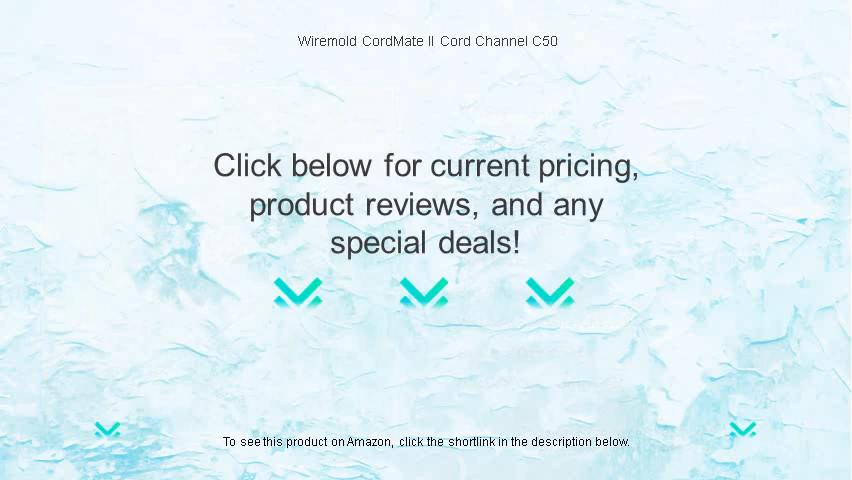 Wiremold CordMate II Cord Channel C50
Click below for current pricing,
product reviews, and any
special deals!
To see this product on Amazon, click the shortlink in the description below.